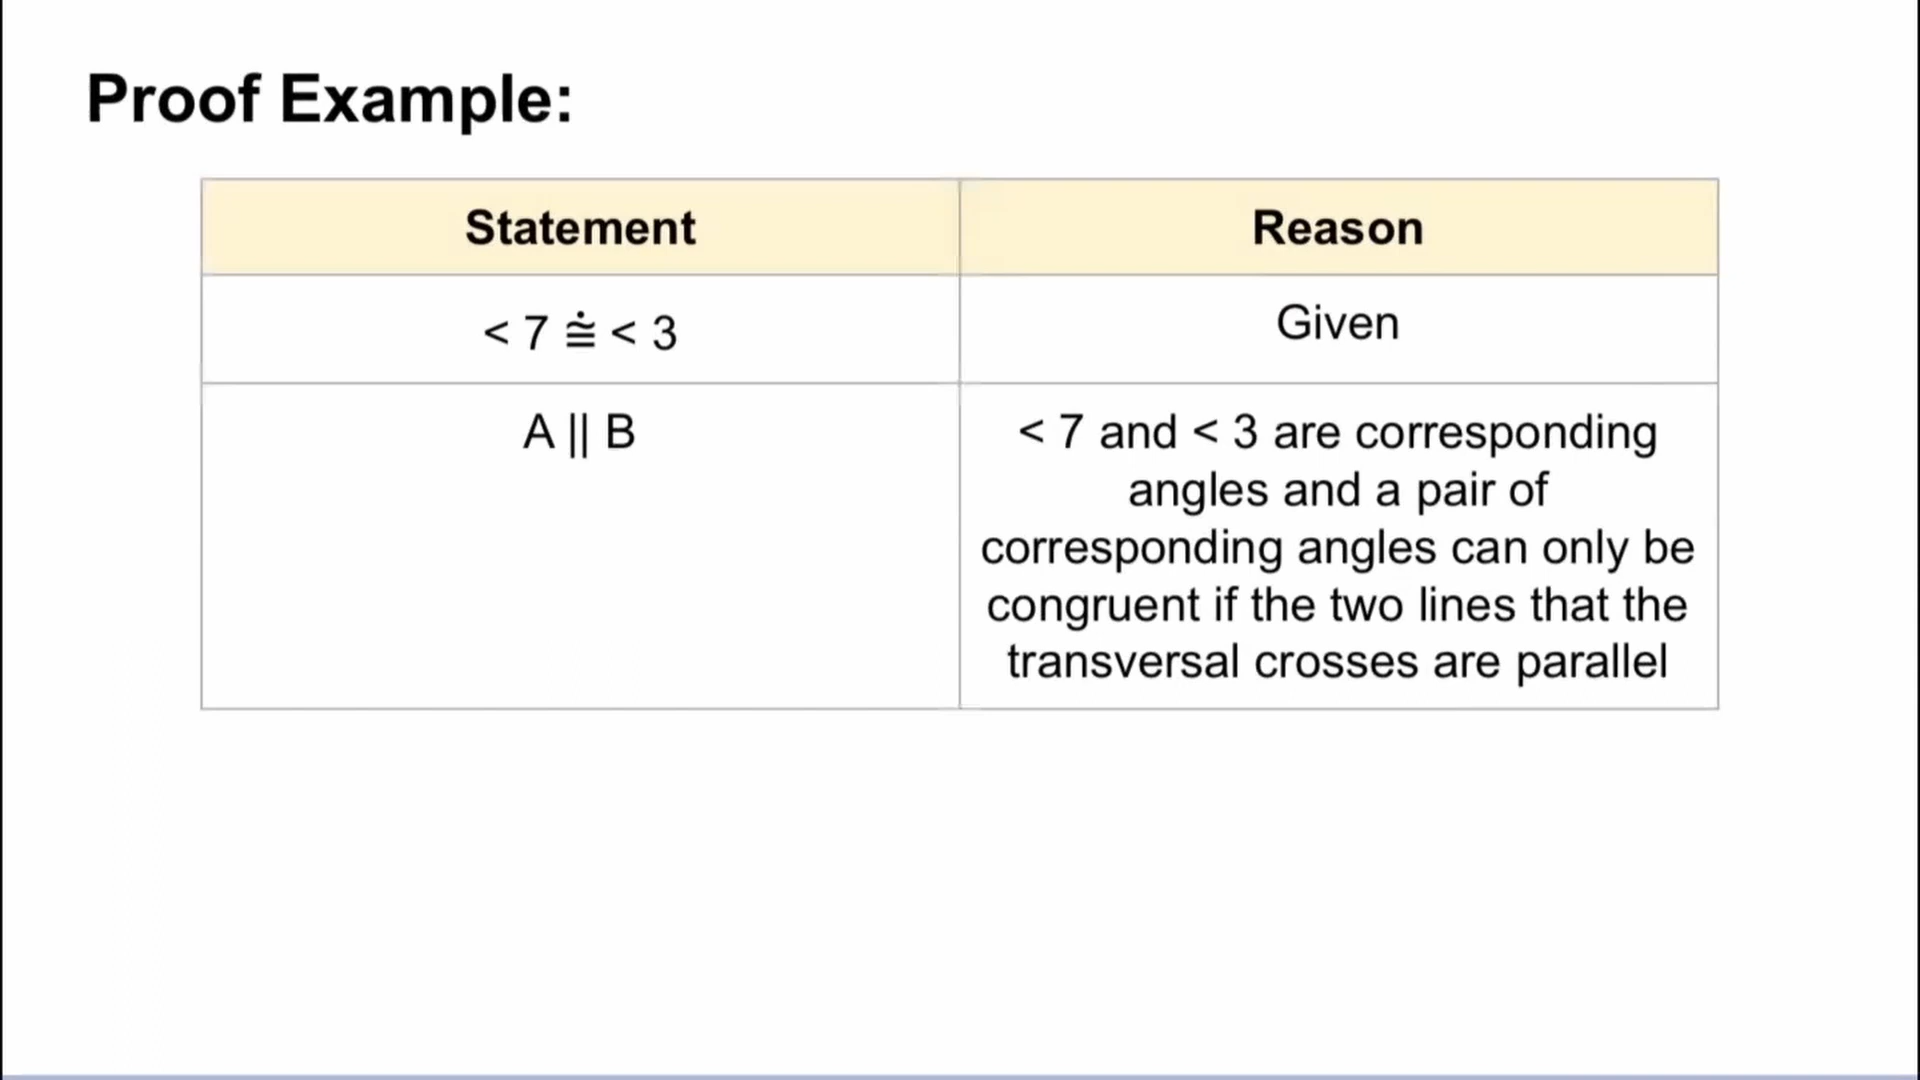 Proof Example:
Statement
Reason
< 7 ≅̇ < 3
Given
A || B
< 7 and < 3 are corresponding
angles and a pair of
corresponding angles can only be
congruent if the two lines that the
transversal crosses are parallel